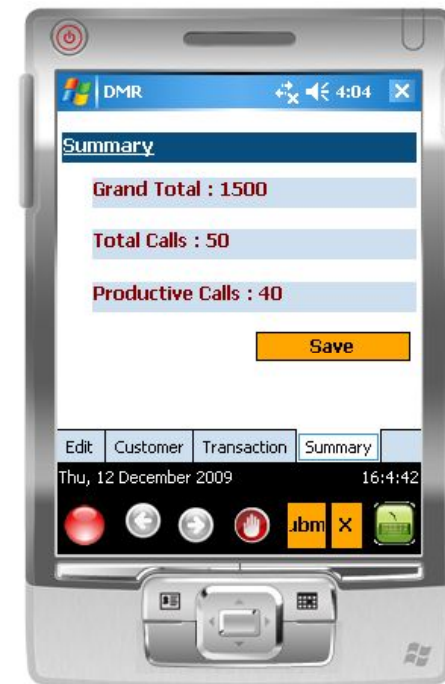 DMR 4:04
Summary
Grand Total : 1500
Total Calls : 50
Productive Calls : 40
Save
Edit Customer Transaction Summary
Thu, 12 December 2009 16:4:42
ubm X